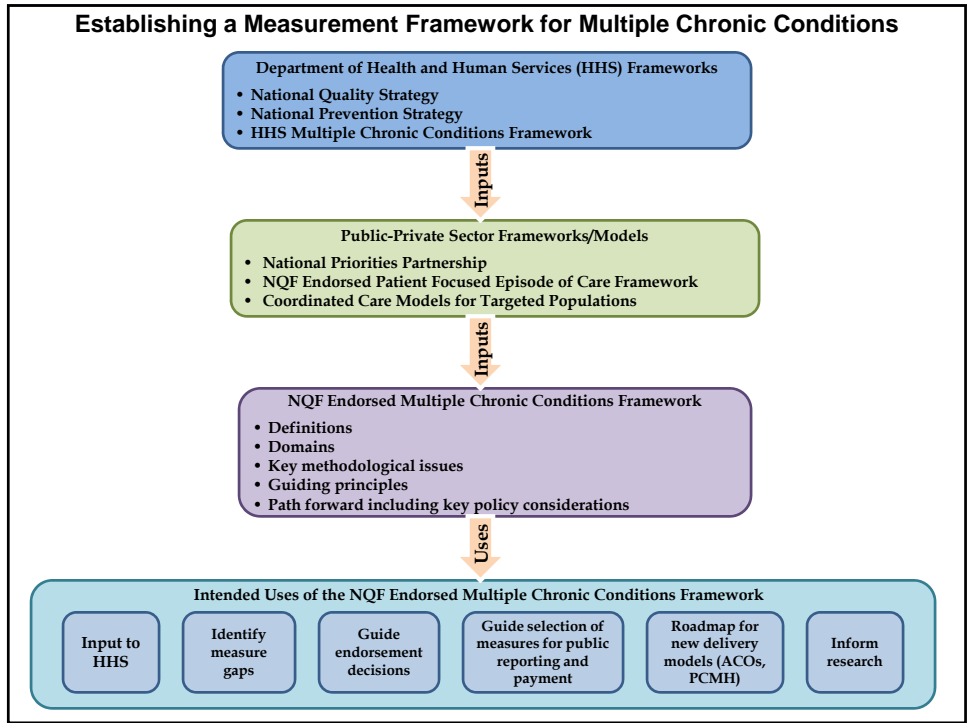 Establishing a Measurement Framework for Multiple Chronic Conditions
Department of Health and Human Services (HHS) Frameworks
• National Quality Strategy
• National Prevention Strategy
• HHS Multiple Chronic Conditions Framework
Inputs
Public-Private Sector Frameworks/Models
• National Priorities Partnership
• NQF Endorsed Patient Focused Episode of Care Framework
• Coordinated Care Models for Targeted Populations
Inputs
NQF Endorsed Multiple Chronic Conditions Framework
• Definitions
• Domains
• Key methodological issues
• Guiding principles
• Path forward including key policy considerations
Uses
Intended Uses of the NQF Endorsed Multiple Chronic Conditions Framework
Input to
HHS
Identify
measure
gaps
Guide
endorsement
decisions
Guide selection of
measures for public
reporting and
payment
Roadmap for
new delivery
models (ACOs,
PCMH)
Inform
research